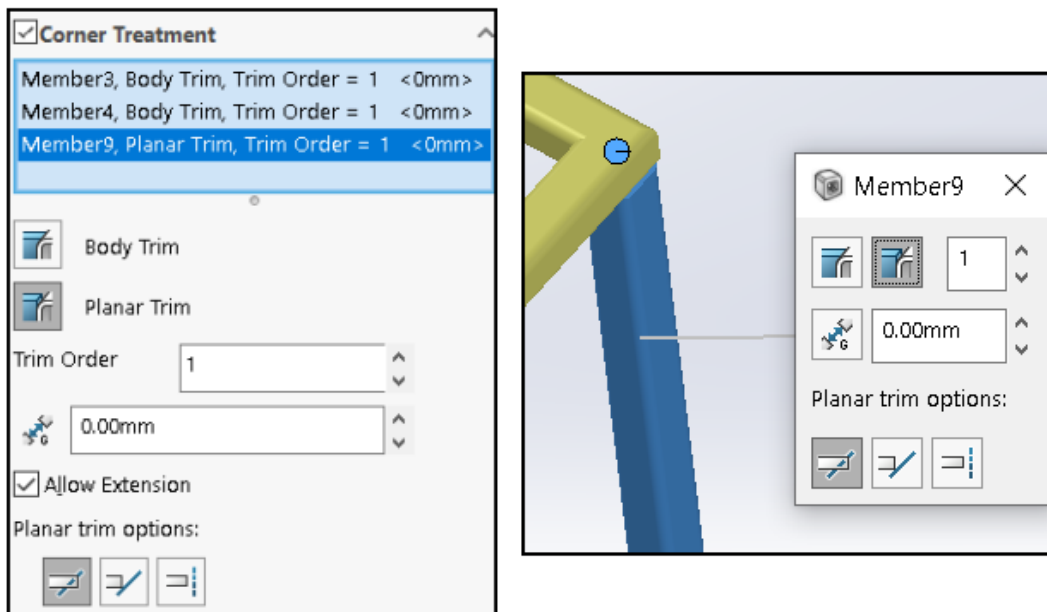 Corner Treatment
Member3, Body Trim, Trim Order = 1 <0mm>
Member4, Body Trim, Trim Order = 1 <0mm>
Member9, Planar Trim, Trim Order = 1 <0mm>
Body Trim
Planar Trim
Trim Order 1
G 0.00mm
Allow Extension
Planar trim options:
Member9
1
G 0.00mm
Planar trim options: